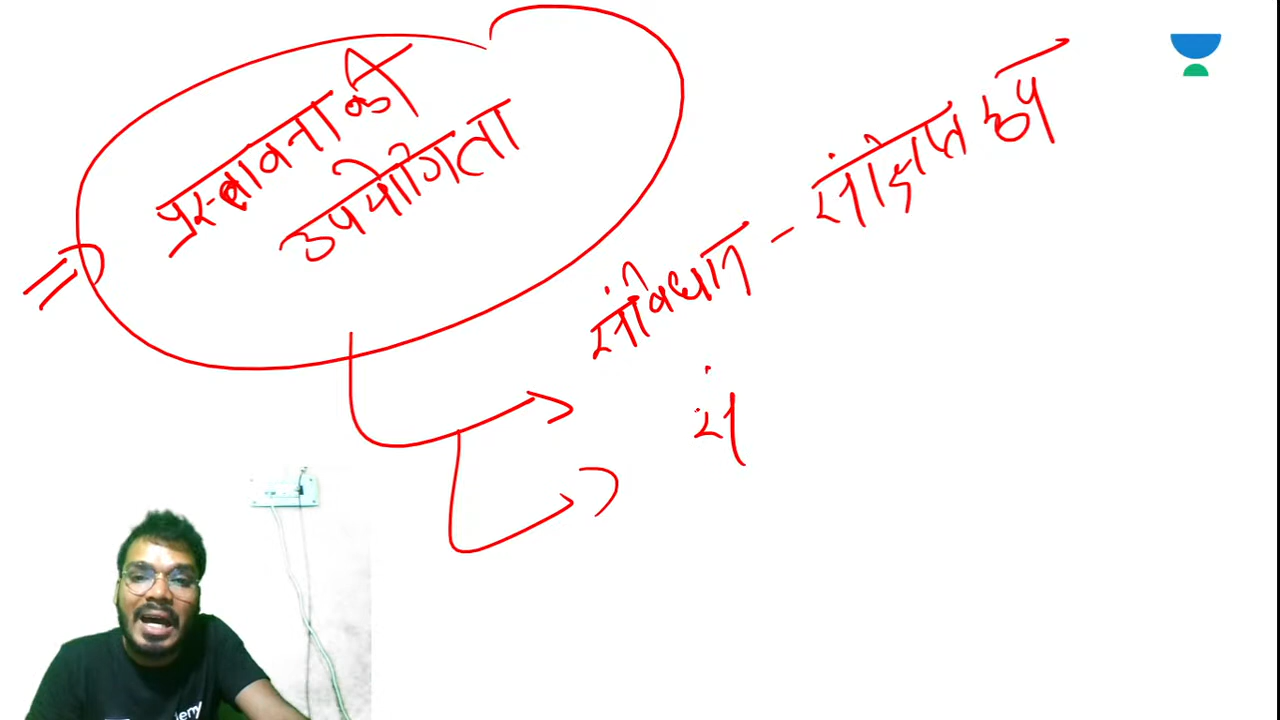 प्रस्तावना की
उपयोगिता
संविधान - संक्षिप्त रूप
सं